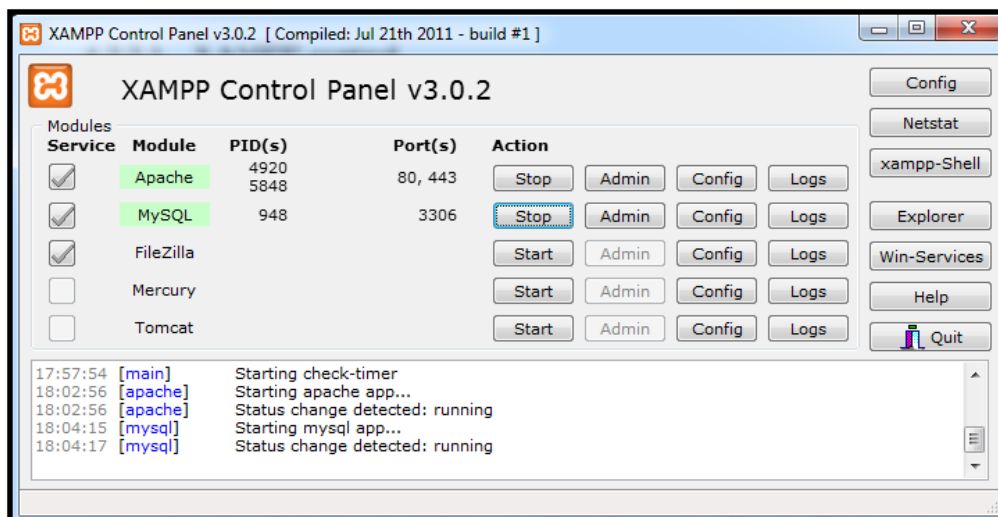 XAMPP Control Panel v3.0.2 [ Compiled: Jul 21th 2011 - build #1 ]
XAMPP Control Panel v3.0.2
Config
Modules
Netstat
Service Module PID(s) Port(s) Action
xampp-Shell
Apache 4920 80, 443 Stop Admin Config Logs
5848
MySQL 948 3306 Stop Admin Config Logs
Explorer
FileZilla Start Admin Config Logs
Win-Services
Mercury Start Admin Config Logs
Help
Tomcat Start Admin Config Logs
Quit
17:57:54 [main] Starting check-timer
18:02:56 [apache] Starting apache app...
18:02:56 [apache] Status change detected: running
18:04:15 [mysql] Starting mysql app...
18:04:17 [mysql] Status change detected: running